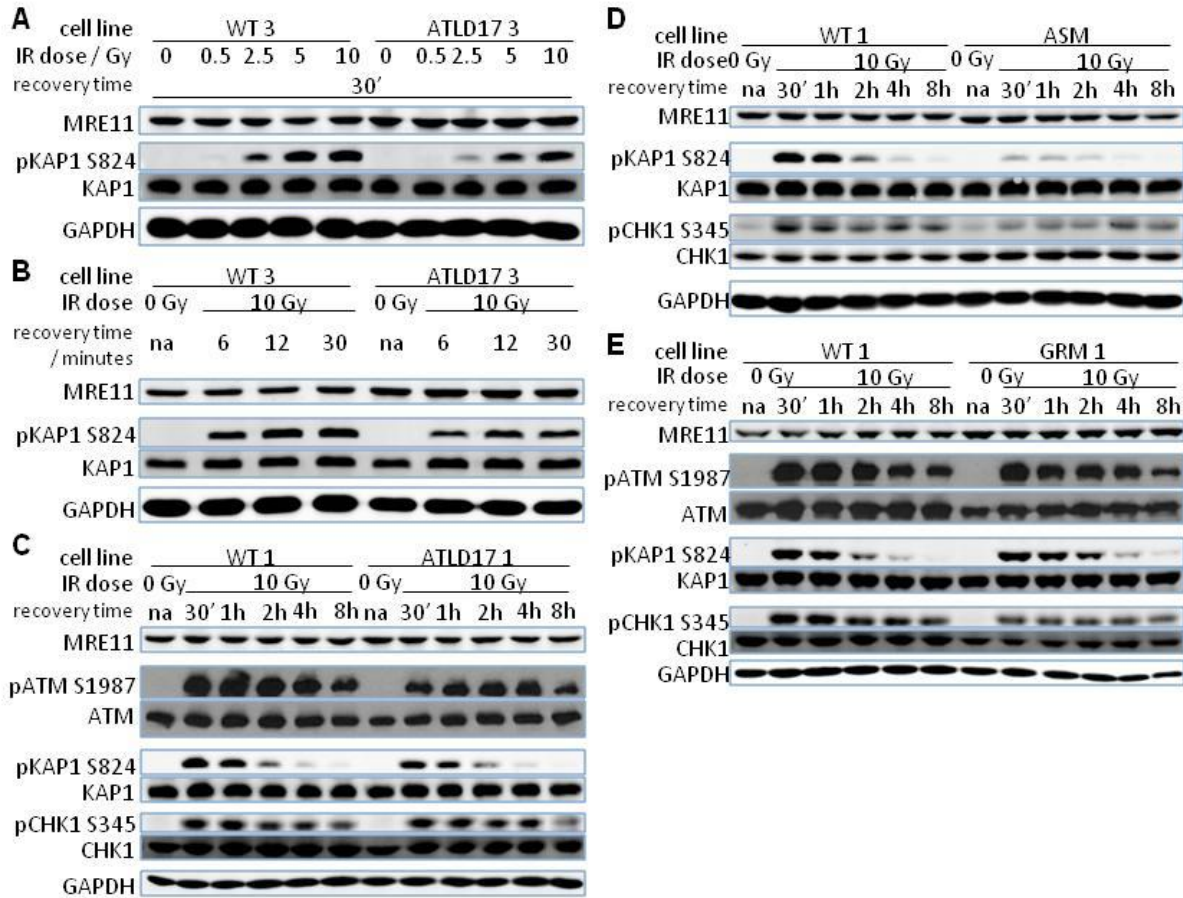 A
cell line WT 3 ATLD17 3
IR dose / Gy 0 0.5 2.5 5 10 0 0.5 2.5 5 10
recovery time 30′
MRE11
pKAP1 S824
KAP1
GAPDH
B
cell line WT 3 ATLD17 3
IR dose 0 Gy 10 Gy 0 Gy 10 Gy
recovery time / minutes na 6 12 30 na 6 12 30
MRE11
pKAP1 S824
KAP1
GAPDH
C
cell line WT 1 ATLD17 1
IR dose 0 Gy 10 Gy 0 Gy 10 Gy
recovery time na 30′ 1h 2h 4h 8h na 30′ 1h 2h 4h 8h
MRE11
pATM S1987
ATM
pKAP1 S824
KAP1
pCHK1 S345
CHK1
GAPDH
D
cell line WT 1 ASM
IR dose 0 Gy 10 Gy 0 Gy 10 Gy
recovery time na 30′ 1h 2h 4h 8h na 30′ 1h 2h 4h 8h
MRE11
pKAP1 S824
KAP1
pCHK1 S345
CHK1
GAPDH
E
cell line WT 1 GRM 1
IR dose 0 Gy 10 Gy 0 Gy 10 Gy
recovery time na 30′ 1h 2h 4h 8h na 30′ 1h 2h 4h 8h
MRE11
pATM S1987
ATM
pKAP1 S824
KAP1
pCHK1 S345
CHK1
GAPDH